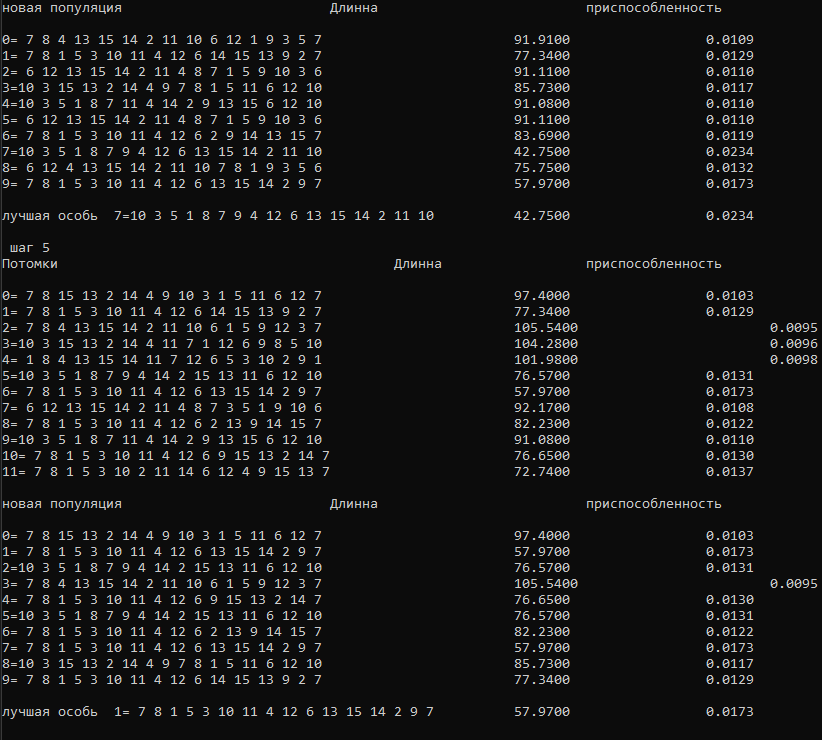 новая популяция Длинна приспособленность
0= 7 8 4 13 15 14 2 11 10 6 12 1 9 3 5 7 91.9100 0.0109
1= 7 8 1 5 3 10 11 4 12 6 14 15 13 9 2 7 77.3400 0.0129
2= 6 12 13 15 14 2 11 4 8 7 1 5 9 10 3 6 91.1100 0.0110
3=10 3 15 13 2 14 4 9 7 8 1 5 11 6 12 10 85.7300 0.0117
4=10 3 5 1 8 7 11 4 14 2 9 13 15 6 12 10 91.0800 0.0110
5= 6 12 13 15 14 2 11 4 8 7 1 5 9 10 3 6 91.1100 0.0110
6= 7 8 1 5 3 10 11 4 12 6 2 9 14 13 15 7 83.6900 0.0119
7=10 3 5 1 8 7 9 4 12 6 13 15 14 2 11 10 42.7500 0.0234
8= 6 12 4 13 15 14 2 11 10 7 8 1 9 3 5 6 75.7500 0.0132
9= 7 8 1 5 3 10 11 4 12 6 13 15 14 2 9 7 57.9700 0.0173
лучшая особь 7=10 3 5 1 8 7 9 4 12 6 13 15 14 2 11 10 42.7500 0.0234
шаг 5
Потомки Длинна приспособленность
0= 7 8 15 13 2 14 4 9 10 3 1 5 11 6 12 7 97.4000 0.0103
1= 7 8 1 5 3 10 11 4 12 6 14 15 13 9 2 7 77.3400 0.0129
2= 7 8 4 13 15 14 2 11 10 6 1 5 9 12 3 7 105.5400 0.0095
3=10 3 15 13 2 14 4 11 7 1 12 6 9 8 5 10 104.2800 0.0096
4= 1 8 4 13 15 14 11 7 12 6 5 3 10 2 9 1 101.9800 0.0098
5=10 3 5 1 8 7 9 4 14 2 15 13 11 6 12 10 76.5700 0.0131
6= 7 8 1 5 3 10 11 4 12 6 13 15 14 2 9 7 57.9700 0.0173
7= 6 12 13 15 14 2 11 4 8 7 3 5 1 9 10 6 92.1700 0.0108
8= 7 8 1 5 3 10 11 4 12 6 2 13 9 14 15 7 82.2300 0.0122
9=10 3 5 1 8 7 11 4 14 2 9 13 15 6 12 10 91.0800 0.0110
10= 7 8 1 5 3 10 11 4 12 6 9 15 13 2 14 7 76.6500 0.0130
11= 7 8 1 5 3 10 2 11 14 6 12 4 9 15 13 7 72.7400 0.0137
новая популяция Длинна приспособленность
0= 7 8 15 13 2 14 4 9 10 3 1 5 11 6 12 7 97.4000 0.0103
1= 7 8 1 5 3 10 11 4 12 6 13 15 14 2 9 7 57.9700 0.0173
2=10 3 5 1 8 7 9 4 14 2 15 13 11 6 12 10 76.5700 0.0131
3= 7 8 4 13 15 14 2 11 10 6 1 5 9 12 3 7 105.5400 0.0095
4= 7 8 1 5 3 10 11 4 12 6 9 15 13 2 14 7 76.6500 0.0130
5=10 3 5 1 8 7 9 4 14 2 15 13 11 6 12 10 76.5700 0.0131
6= 7 8 1 5 3 10 11 4 12 6 2 13 9 14 15 7 82.2300 0.0122
7= 7 8 1 5 3 10 11 4 12 6 13 15 14 2 9 7 57.9700 0.0173
8=10 3 15 13 2 14 4 9 7 8 1 5 11 6 12 10 85.7300 0.0117
9= 7 8 1 5 3 10 11 4 12 6 14 15 13 9 2 7 77.3400 0.0129
лучшая особь 1= 7 8 1 5 3 10 11 4 12 6 13 15 14 2 9 7 57.9700 0.0173